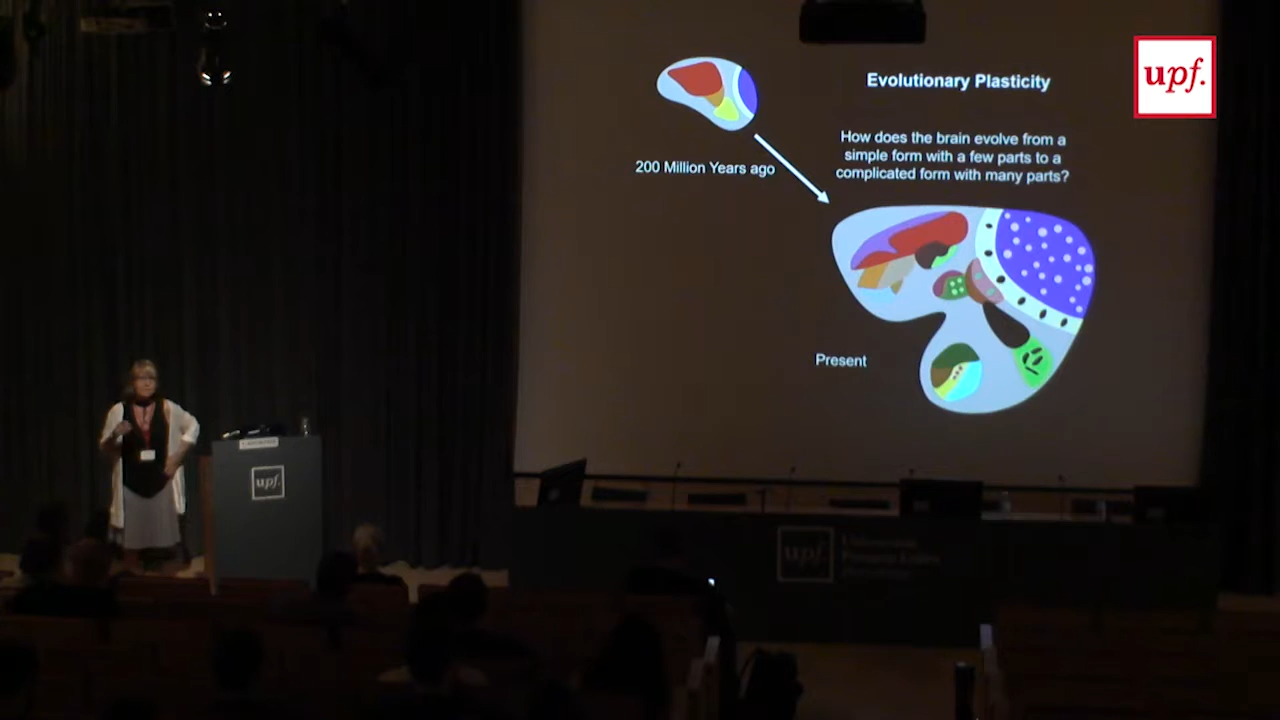 upf.
Evolutionary Plasticity
How does the brain evolve from a
simple form with a few parts to a
complicated form with many parts?
200 Million Years ago
Present
upf.
upf.